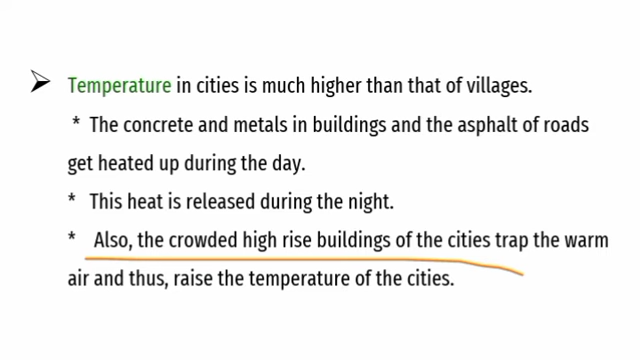 ➢ Temperature in cities is much higher than that of villages.
* The concrete and metals in buildings and the asphalt of roads
get heated up during the day.
* This heat is released during the night.
* Also, the crowded high rise buildings of the cities trap the warm
air and thus, raise the temperature of the cities.